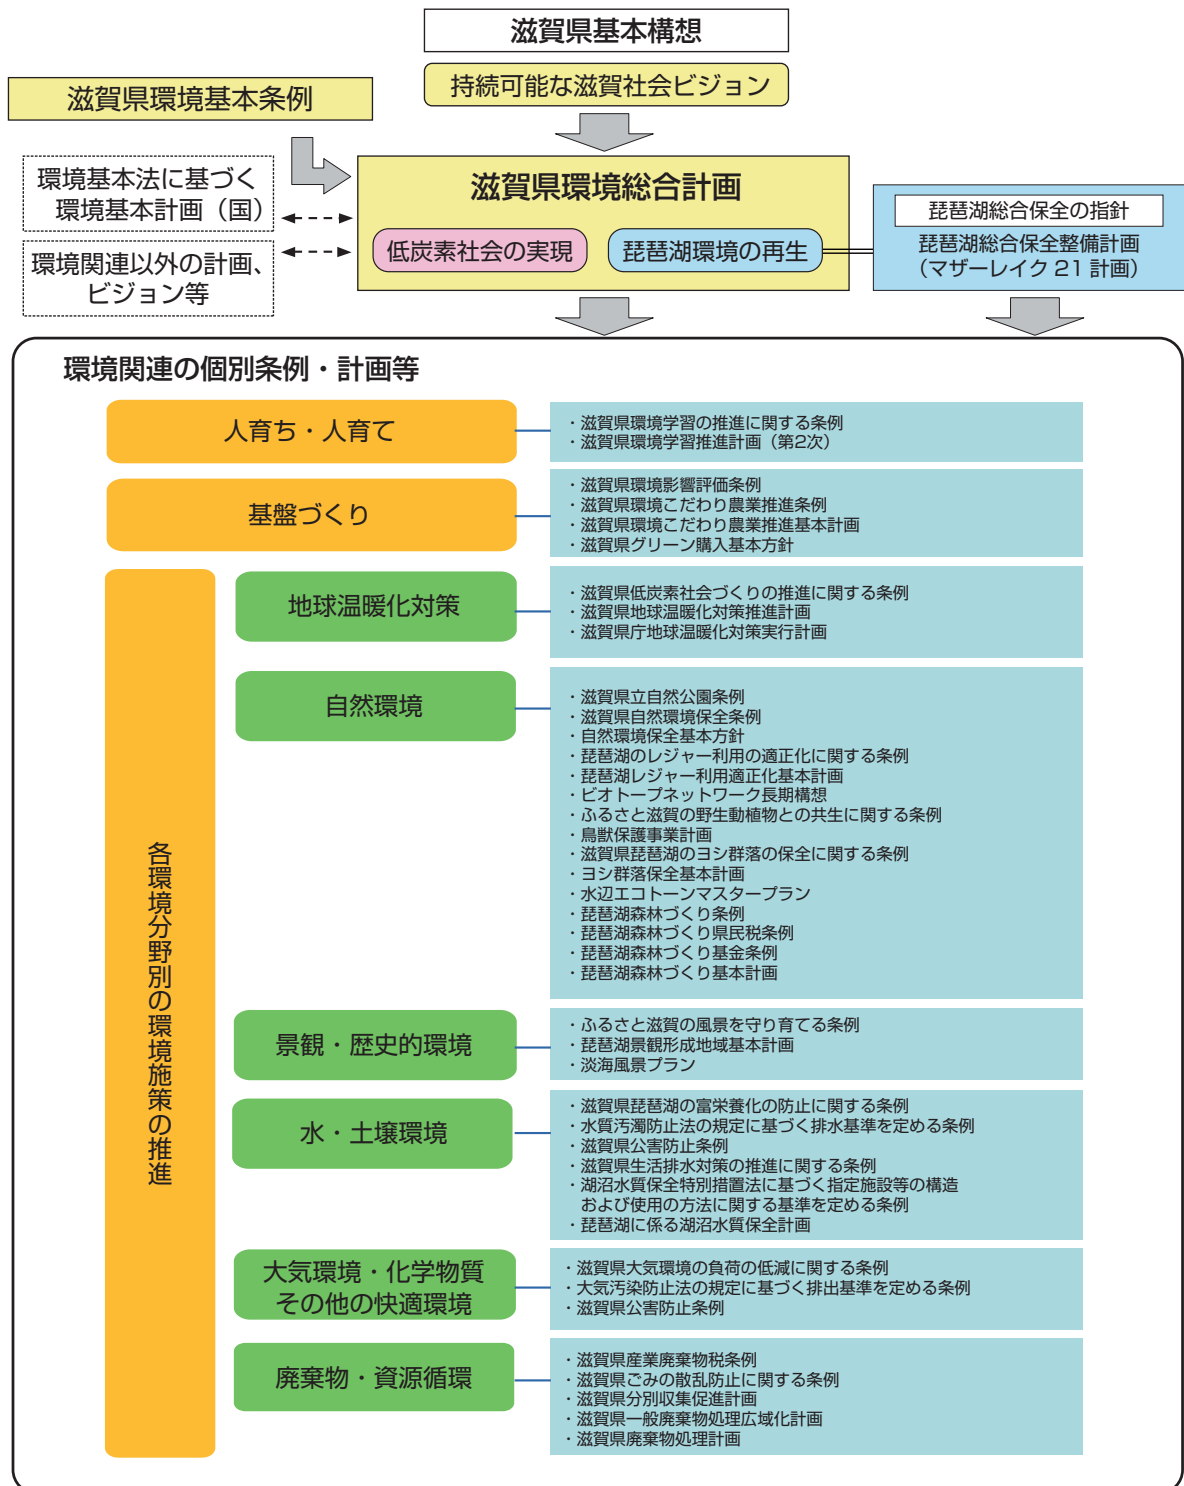 滋賀県基本構想
持続可能な滋賀社会ビジョン
滋賀県環境基本条例
環境基本法に基づく
環境基本計画（国）
環境関連以外の計画、
ビジョン等
滋賀県環境総合計画
低炭素社会の実現
琵琶湖環境の再生
琵琶湖総合保全の指針
琵琶湖総合保全整備計画
（マザーレイク 21 計画）
環境関連の個別条例・計画等
人育ち・人育て
・滋賀県環境学習の推進に関する条例
・滋賀県環境学習推進計画（第2次）
基盤づくり
・滋賀県環境影響評価条例
・滋賀県環境こだわり農業推進条例
・滋賀県環境こだわり農業推進基本計画
・滋賀県グリーン購入基本方針
各環境分野別の環境施策の推進
地球温暖化対策
・滋賀県低炭素社会づくりの推進に関する条例
・滋賀県地球温暖化対策推進計画
・滋賀県庁地球温暖化対策実行計画
自然環境
・滋賀県立自然公園条例
・滋賀県自然環境保全条例
・自然環境保全基本方針
・琵琶湖のレジャー利用の適正化に関する条例
・琵琶湖レジャー利用適正化基本計画
・ビオトープネットワーク長期構想
・ふるさと滋賀の野生動植物との共生に関する条例
・鳥獣保護事業計画
・滋賀県琵琶湖のヨシ群落の保全に関する条例
・ヨシ群落保全基本計画
・水辺エコトーンマスタープラン
・琵琶湖森林づくり条例
・琵琶湖森林づくり県民税条例
・琵琶湖森林づくり基金条例
・琵琶湖森林づくり基本計画
景観・歴史的環境
・ふるさと滋賀の風景を守り育てる条例
・琵琶湖景観形成地域基本計画
・淡海風景プラン
水・土壌環境
・滋賀県琵琶湖の富栄養化の防止に関する条例
・水質汚濁防止法の規定に基づく排水基準を定める条例
・滋賀県公害防止条例
・滋賀県生活排水対策の推進に関する条例
・湖沼水質保全特別措置法に基づく指定施設等の構造
および使用の方法に関する基準を定める条例
・琵琶湖に係る湖沼水質保全計画
大気環境・化学物質
その他の快適環境
・滋賀県大気環境の負荷の低減に関する条例
・大気汚染防止法の規定に基づく排出基準を定める条例
・滋賀県公害防止条例
廃棄物・資源循環
・滋賀県産業廃棄物税条例
・滋賀県ごみの散乱防止に関する条例
・滋賀県分別収集促進計画
・滋賀県一般廃棄物処理広域化計画
・滋賀県廃棄物処理計画